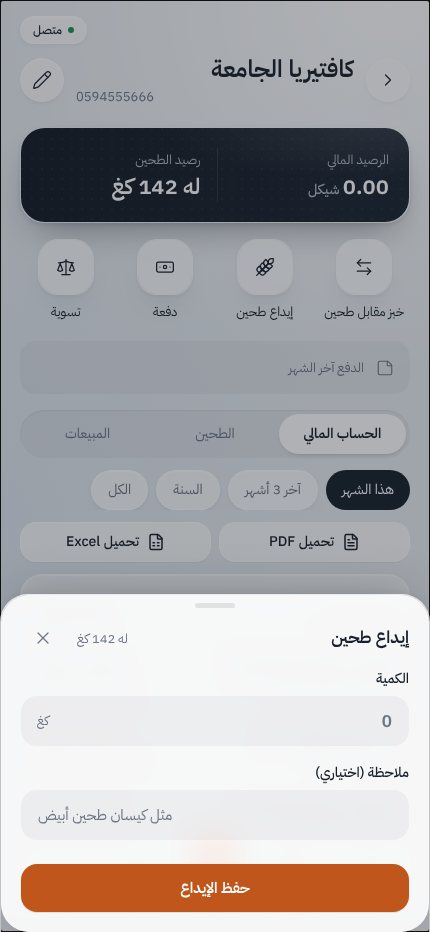 متصل
كافتيريا الجامعة
0594555666
الرصيد المالي
0.00 شيكل
رصيد الطحين
له 142 كغ
خبز مقابل طحين
إيداع طحين
دفعة
تسوية
الدفع آخر الشهر
الحساب المالي
الطحين
المبيعات
هذا الشهر
آخر 3 أشهر
السنة
الكل
تحميل PDF
تحميل Excel
إيداع طحين
له 142 كغ
الكمية
0
كغ
ملاحظة (اختياري)
مثل كيسان طحين أبيض
حفظ الإيداع